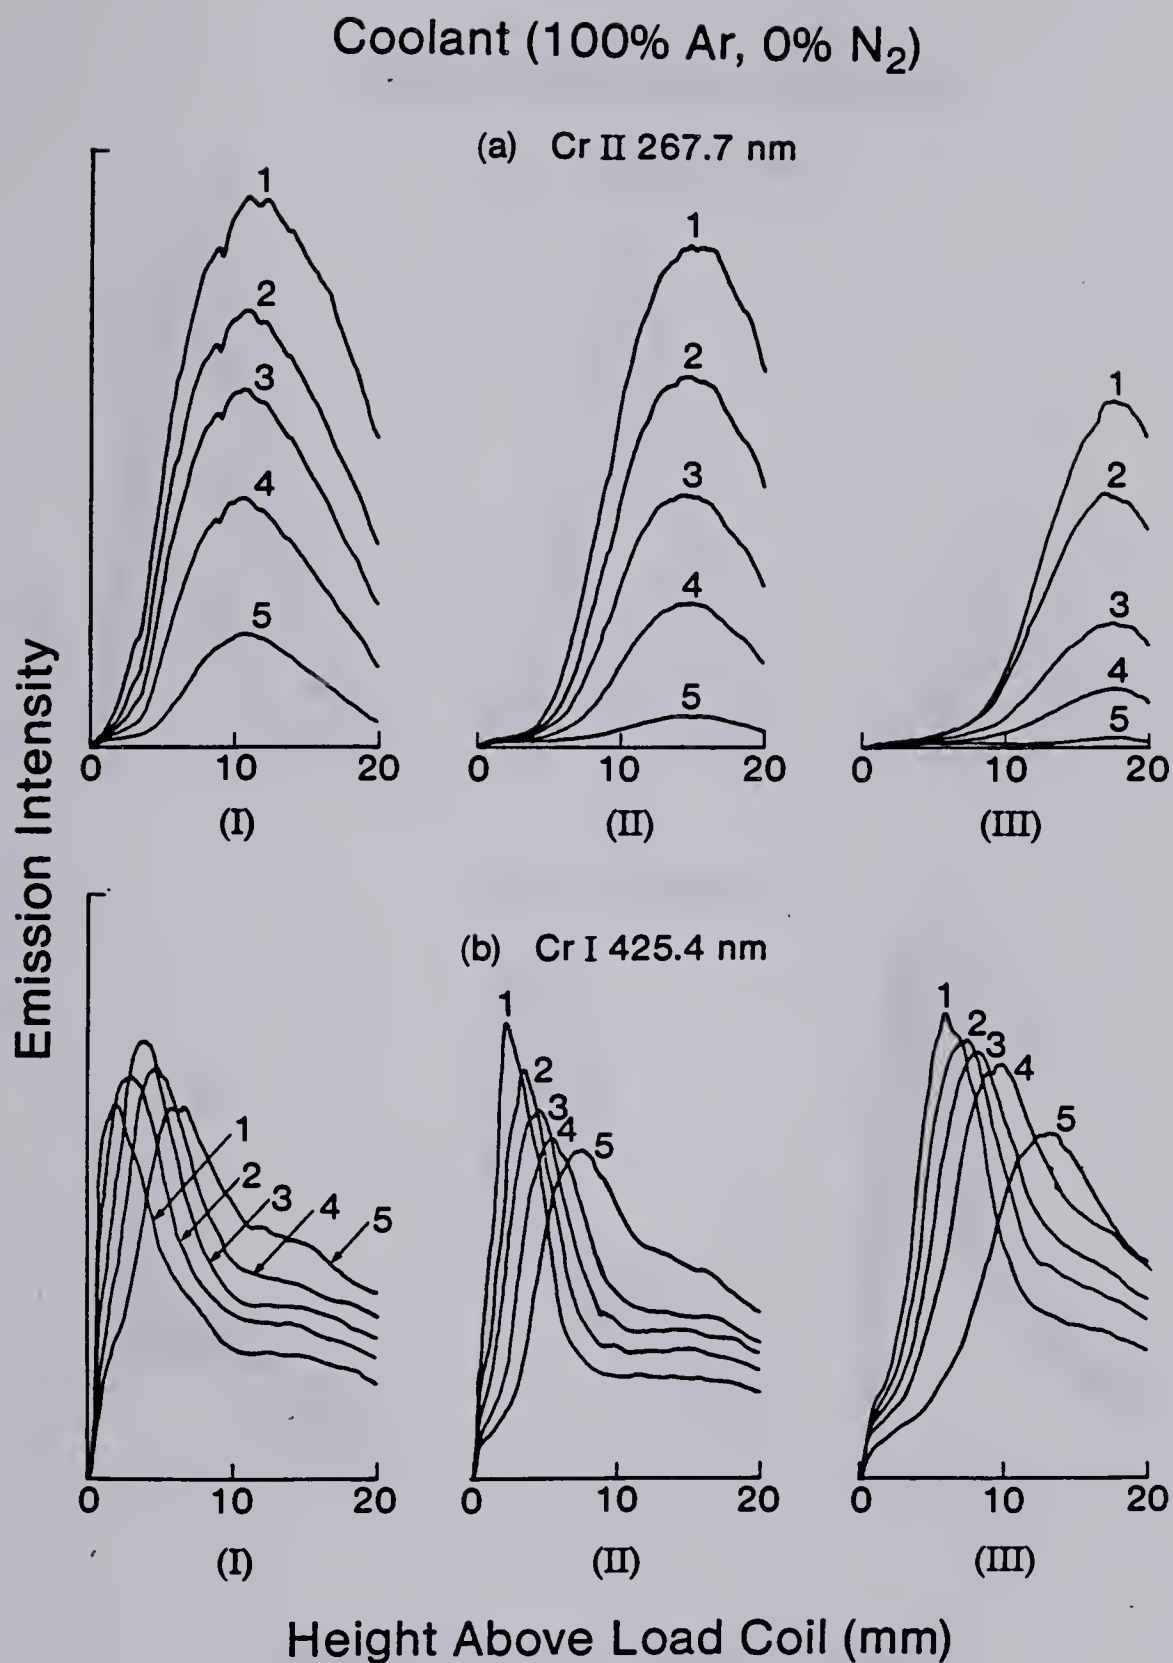 Coolant (100% Ar, 0% N₂)
(a) Cr II 267.7 nm
1
2
3
4
5
0 10 20
(I)
1
2
3
4
5
0 10 20
(II)
1
2
3
4
5
0 10 20
(III)
Emission Intensity
(b) Cr I 425.4 nm
1
2
3
4
5
0 10 20
(I)
1
2
3
4
5
0 10 20
(II)
1
2
3
4
5
0 10 20
(III)
Height Above Load Coil (mm)